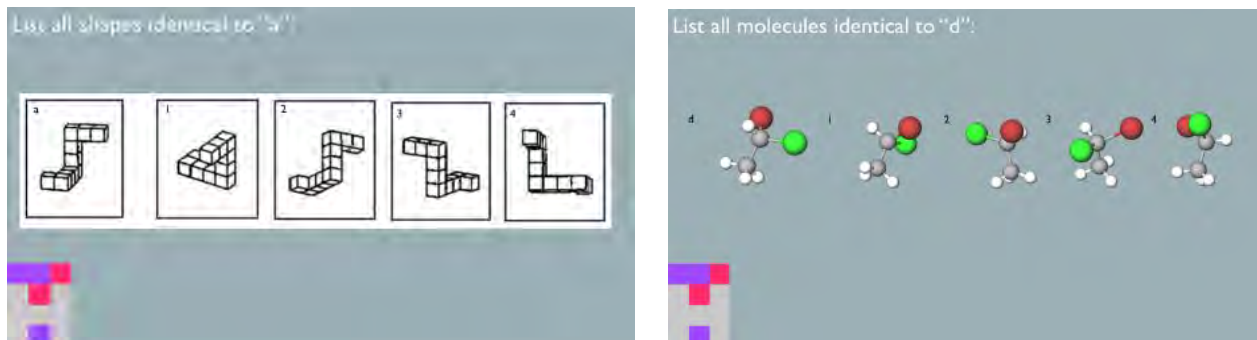 List all shapes identical to "a":
a
1
2
3
4
List all molecules identical to "d":
d
1
2
3
4